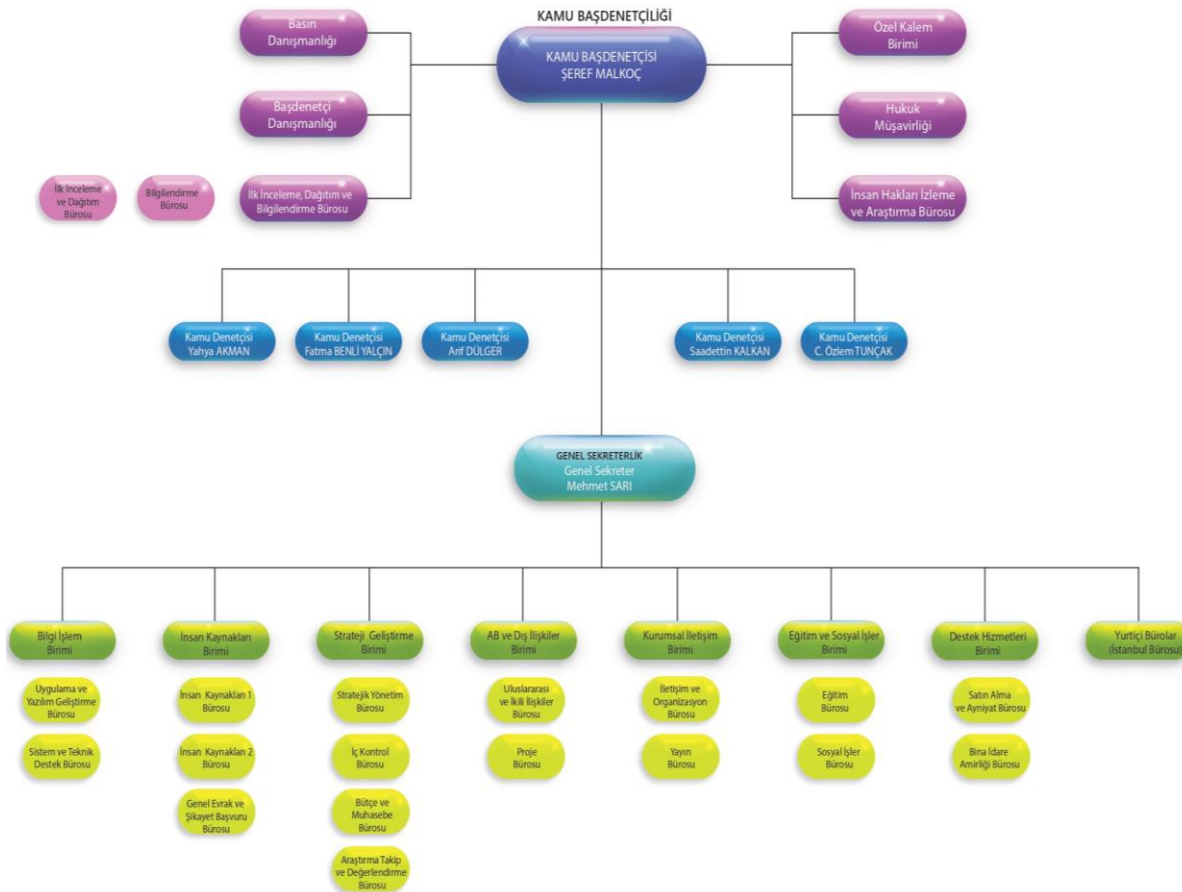 KAMU BAŞDENETÇİLİĞİ
KAMU BAŞDENETÇİSİ
ŞEREF MALKOÇ
Basın
Danışmanlığı
Başdenetçi
Danışmanlığı
İlk İnceleme, Dağıtım ve
Bilgilendirme Bürosu
Bilgilendirme
Bürosu
İlk İnceleme
ve Dağıtım
Bürosu
Özel Kalem
Birimi
Hukuk
Müşavirliği
İnsan Hakları İzleme
ve Araştırma Bürosu
Kamu Denetçisi
Yahya AKMAN
Kamu Denetçisi
Fatma BENLİ YALÇIN
Kamu Denetçisi
Arif DÜLGER
Kamu Denetçisi
Saadettin KALKAN
Kamu Denetçisi
C. Özlem TUNÇAK
GENEL SEKRETERLİK
Genel Sekreter
Mehmet SARI
Bilgi İşlem
Birimi
Uygulama ve
Yazılım Geliştirme
Bürosu
Sistem ve Teknik
Destek Bürosu
İnsan Kaynakları
Birimi
İnsan Kaynakları 1
Bürosu
İnsan Kaynakları 2
Bürosu
Genel Evrak ve
Şikayet Başvuru
Bürosu
Strateji Geliştirme
Birimi
Stratejik Yönetim
Bürosu
İç Kontrol
Bürosu
Bütçe ve
Muhasebe
Bürosu
Araştırma Takip
ve Değerlendirme
Bürosu
AB ve Dış İlişkiler
Birimi
Uluslararası
ve İkili İlişkiler
Bürosu
Proje
Bürosu
Kurumsal İletişim
Birimi
İletişim ve
Organizasyon
Bürosu
Yayın
Bürosu
Eğitim ve Sosyal İşler
Birimi
Eğitim
Bürosu
Sosyal İşler
Bürosu
Destek Hizmetleri
Birimi
Satın Alma
ve Ayniyat Bürosu
Bina İdare
Amirliği Bürosu
Yurtiçi Bürolar
(İstanbul Bürosu)